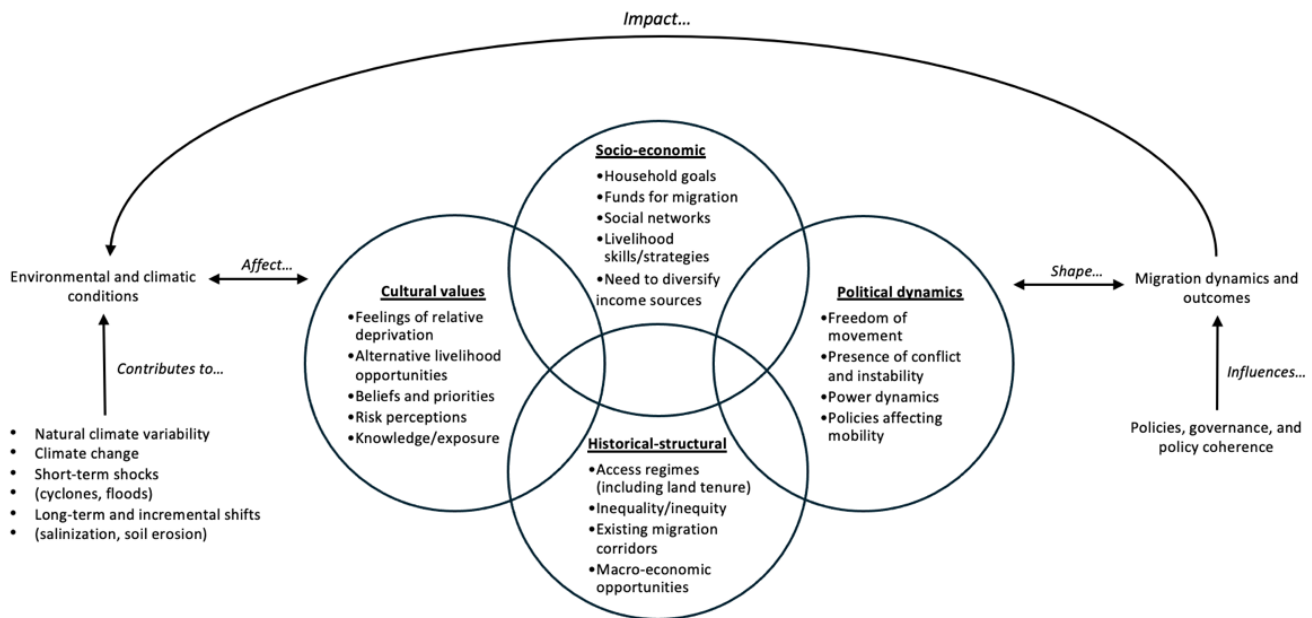 Impact...
Socio-economic
•Household goals
•Funds for migration
•Social networks
•Livelihood
skills/strategies
•Need to diversify
income sources
Environmental and climatic
conditions
Affect...
Cultural values
•Feelings of relative
deprivation
•Alternative livelihood
opportunities
•Beliefs and priorities
•Risk perceptions
•Knowledge/exposure
Political dynamics
•Freedom of
movement
•Presence of conflict
and instability
•Power dynamics
•Policies affecting
mobility
Shape...
Migration dynamics and
outcomes
Contributes to...
Influences...
• Natural climate variability
• Climate change
• Short-term shocks
• (cyclones, floods)
• Long-term and incremental shifts
• (salinization, soil erosion)
Historical-structural
•Access regimes
(including land tenure)
•Inequality/inequity
•Existing migration
corridors
•Macro-economic
opportunities
Policies, governance, and
policy coherence